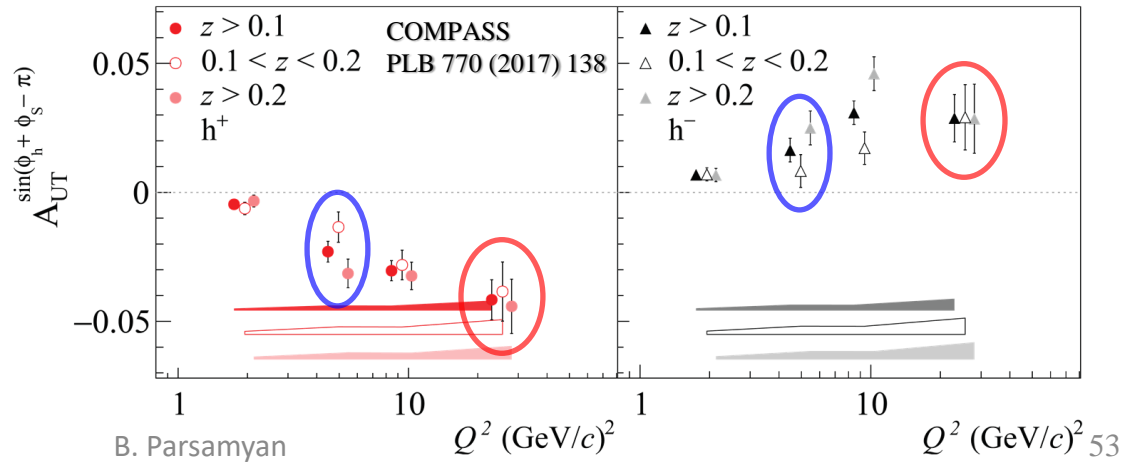 z > 0.1
0.1 < z < 0.2
z > 0.2
h⁺
COMPASS
PLB 770 (2017) 138
z > 0.1
0.1 < z < 0.2
z > 0.2
h⁻
A_UT^sin(ϕ_h + ϕ_S − π)
0.05
0
−0.05
1
10
1
10
Q² (GeV/c)²
Q² (GeV/c)²
B. Parsamyan
53